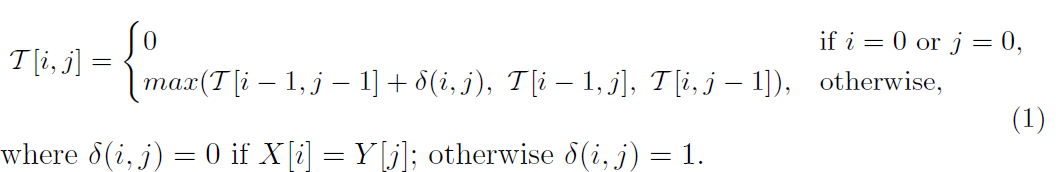 𝒯[i, j] = { 0 if i = 0 or j = 0,
max(𝒯[i − 1, j − 1] + δ(i, j), 𝒯[i − 1, j], 𝒯[i, j − 1]), otherwise,
(1)
where δ(i, j) = 0 if X[i] = Y[j]; otherwise δ(i, j) = 1.